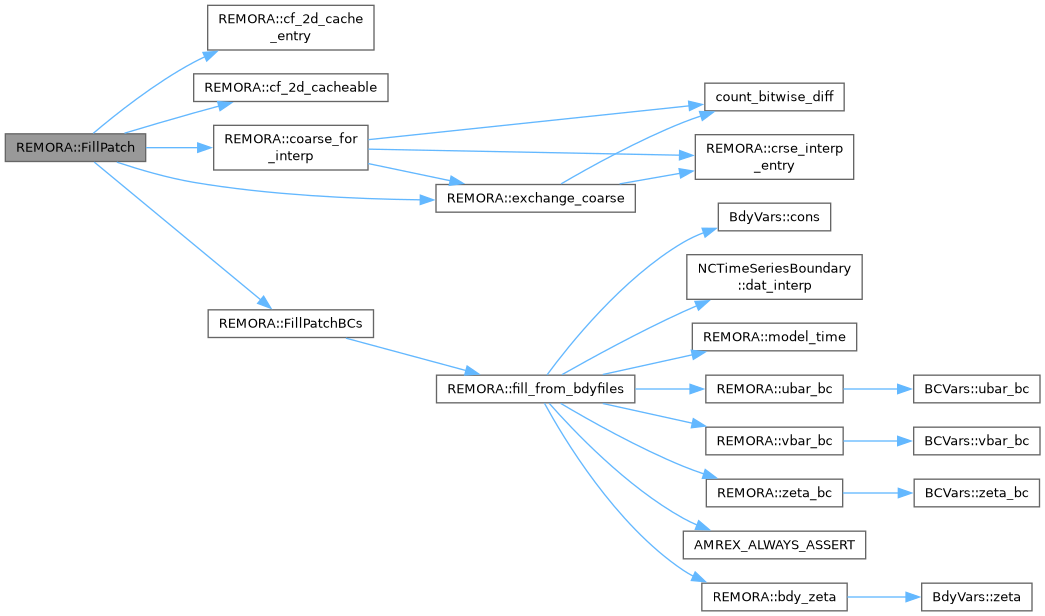 REMORA::FillPatch
REMORA::cf_2d_cache
_entry
REMORA::cf_2d_cacheable
REMORA::coarse_for
_interp
REMORA::exchange_coarse
count_bitwise_diff
REMORA::crse_interp
_entry
REMORA::FillPatchBCs
REMORA::fill_from_bdyfiles
BdyVars::cons
NCTimeSeriesBoundary
::dat_interp
REMORA::model_time
REMORA::ubar_bc
BCVars::ubar_bc
REMORA::vbar_bc
BCVars::vbar_bc
REMORA::zeta_bc
BCVars::zeta_bc
AMREX_ALWAYS_ASSERT
REMORA::bdy_zeta
BdyVars::zeta